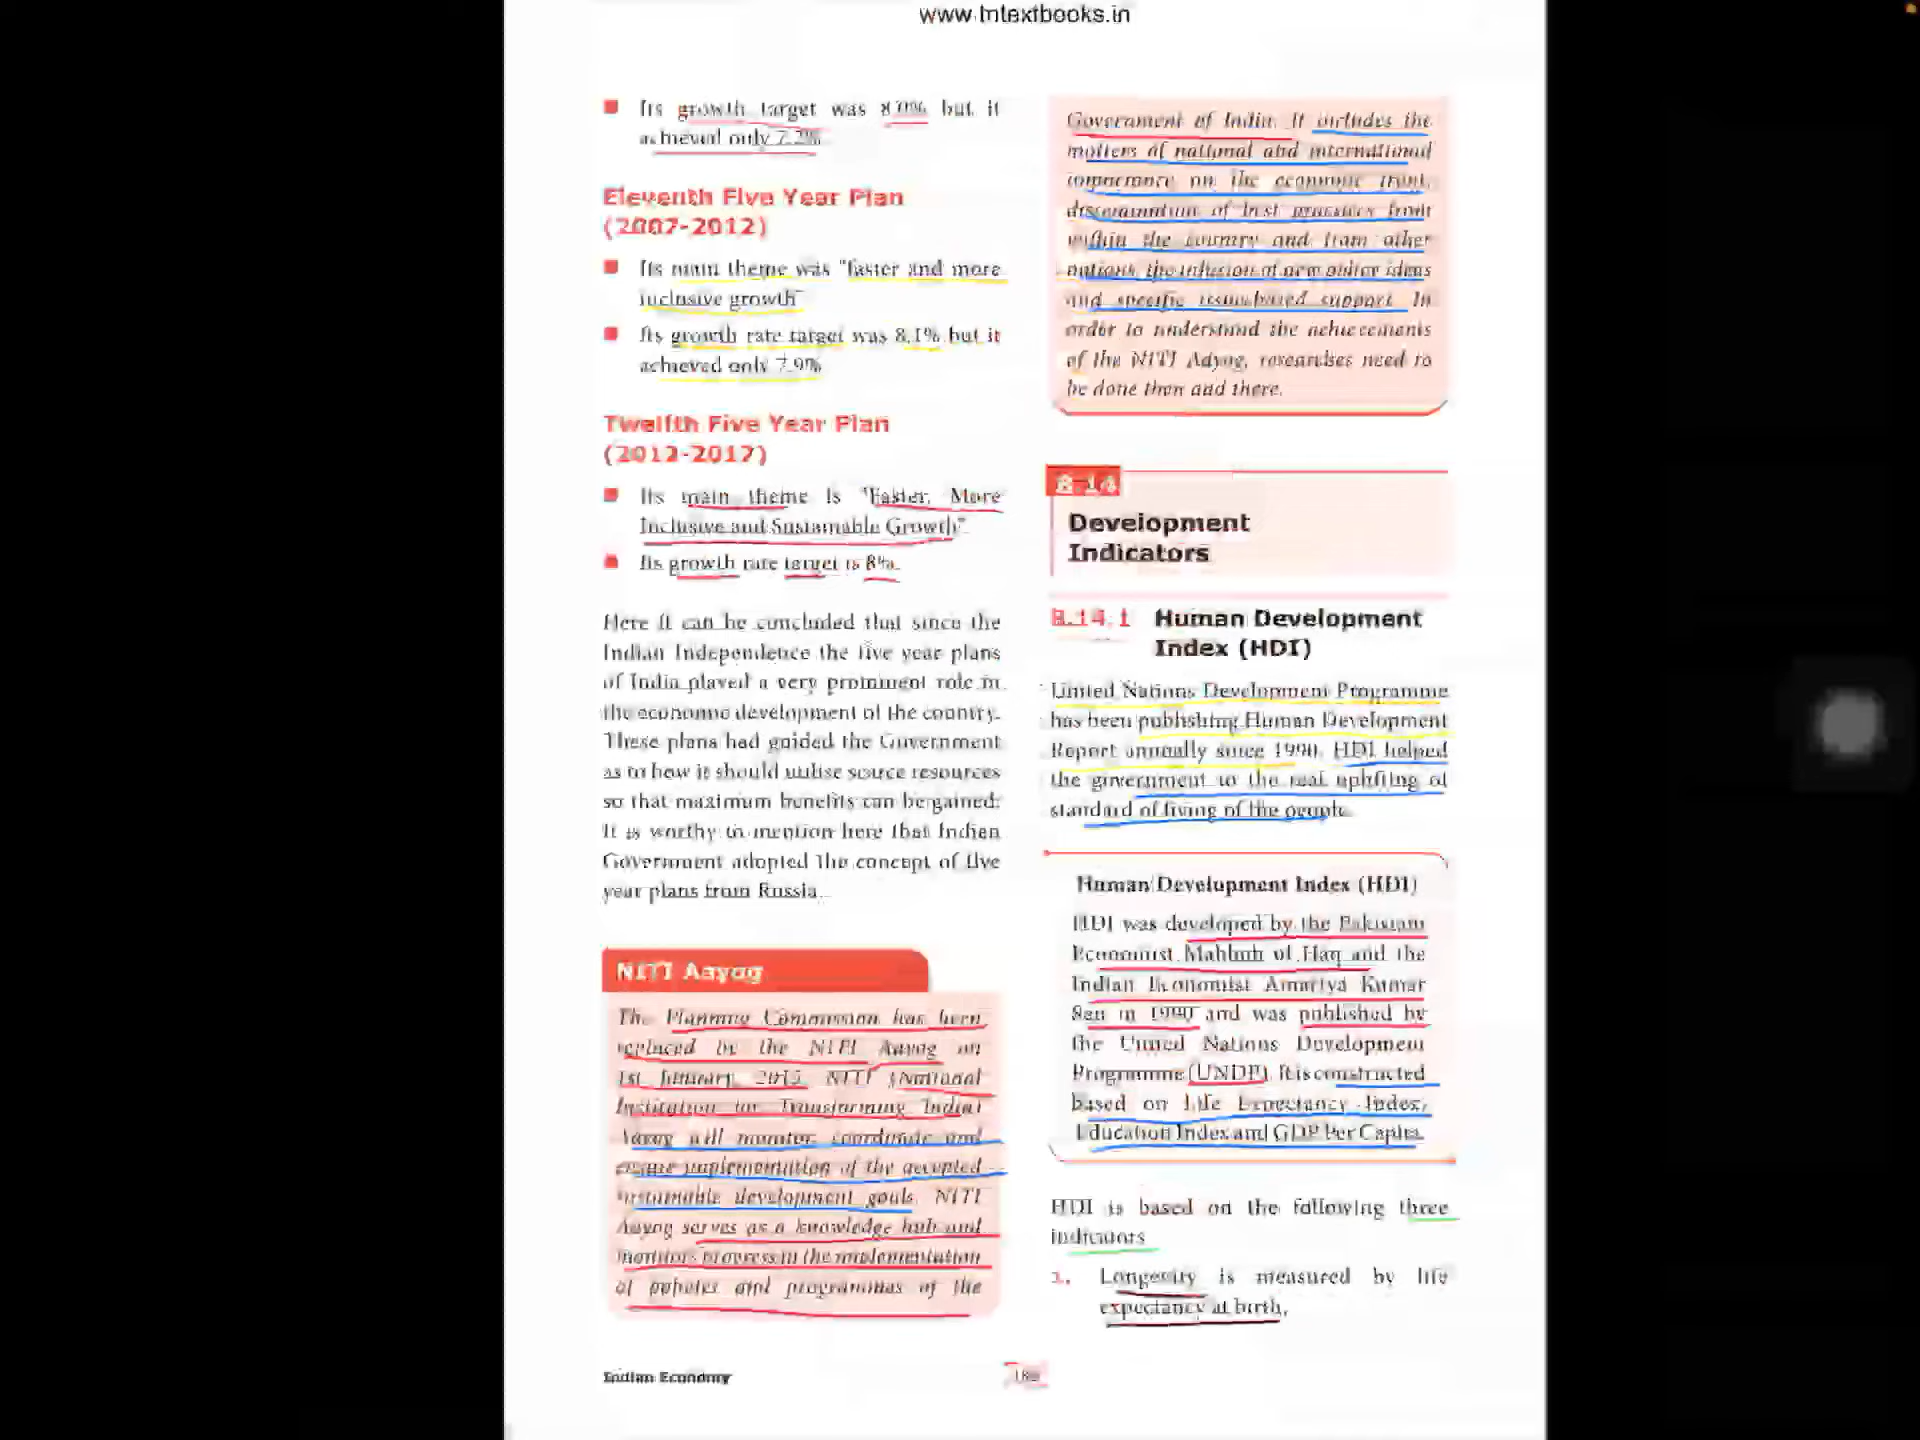 www.tntextbooks.in
Its growth target was 8.0% but it
achieved only 7.2%
Eleventh Five Year Plan
(2007-2012)
Its main theme was "faster and more
inclusive growth"
Its growth rate target was 8.1% but it
achieved only 7.9%
Twelfth Five Year Plan
(2012-2017)
Its main theme is "Faster, More
Inclusive and Sustainable Growth".
Its growth rate target is 8%.
Here it can be concluded that since the
Indian Independence the five year plans
of India played a very prominent role in
the economic development of the country.
These plans had guided the Government
as to how it should utilise scarce resources
so that maximum benefits can be gained.
It is worthy to mention here that Indian
Government adopted the concept of five
year plans from Russia.
NITI Aayog
The Planning Commission has been
replaced by the NITI Aayog on
1st January, 2015. NITI (National
Institution for Transforming India)
Aayog will monitor, coordinate and
ensure implementation of the accepted
sustainable development goals. NITI
Aayog serves as a knowledge hub and
monitors progress in the implementation
of policies and programmes of the
Government of India. It includes the
matters of national and international
importance on the economic front,
dissemination of best practices from
within the country and from other
nations, the infusion of new policy ideas
and specific issue-based support. In
order to understand the achievements
of the NITI Adyog, researches need to
be done then and there.
8.14
Development
Indicators
8.14.1 Human Development
Index (HDI)
United Nations Development Programme
has been publishing Human Development
Report annually since 1990. HDI helped
the government to the real uplifting of
standard of living of the people.
Human Development Index (HDI)
HDI was developed by the Pakistani
Economist Mahbub ul Haq and the
Indian Economist Amartya Kumar
Sen in 1990 and was published by
the United Nations Development
Programme (UNDP). It is constructed
based on Life Expectancy Index,
Education Index and GDP Per Capita.
HDI is based on the following three
indicators
1. Longevity is measured by life
expectancy at birth,
Indian Economy